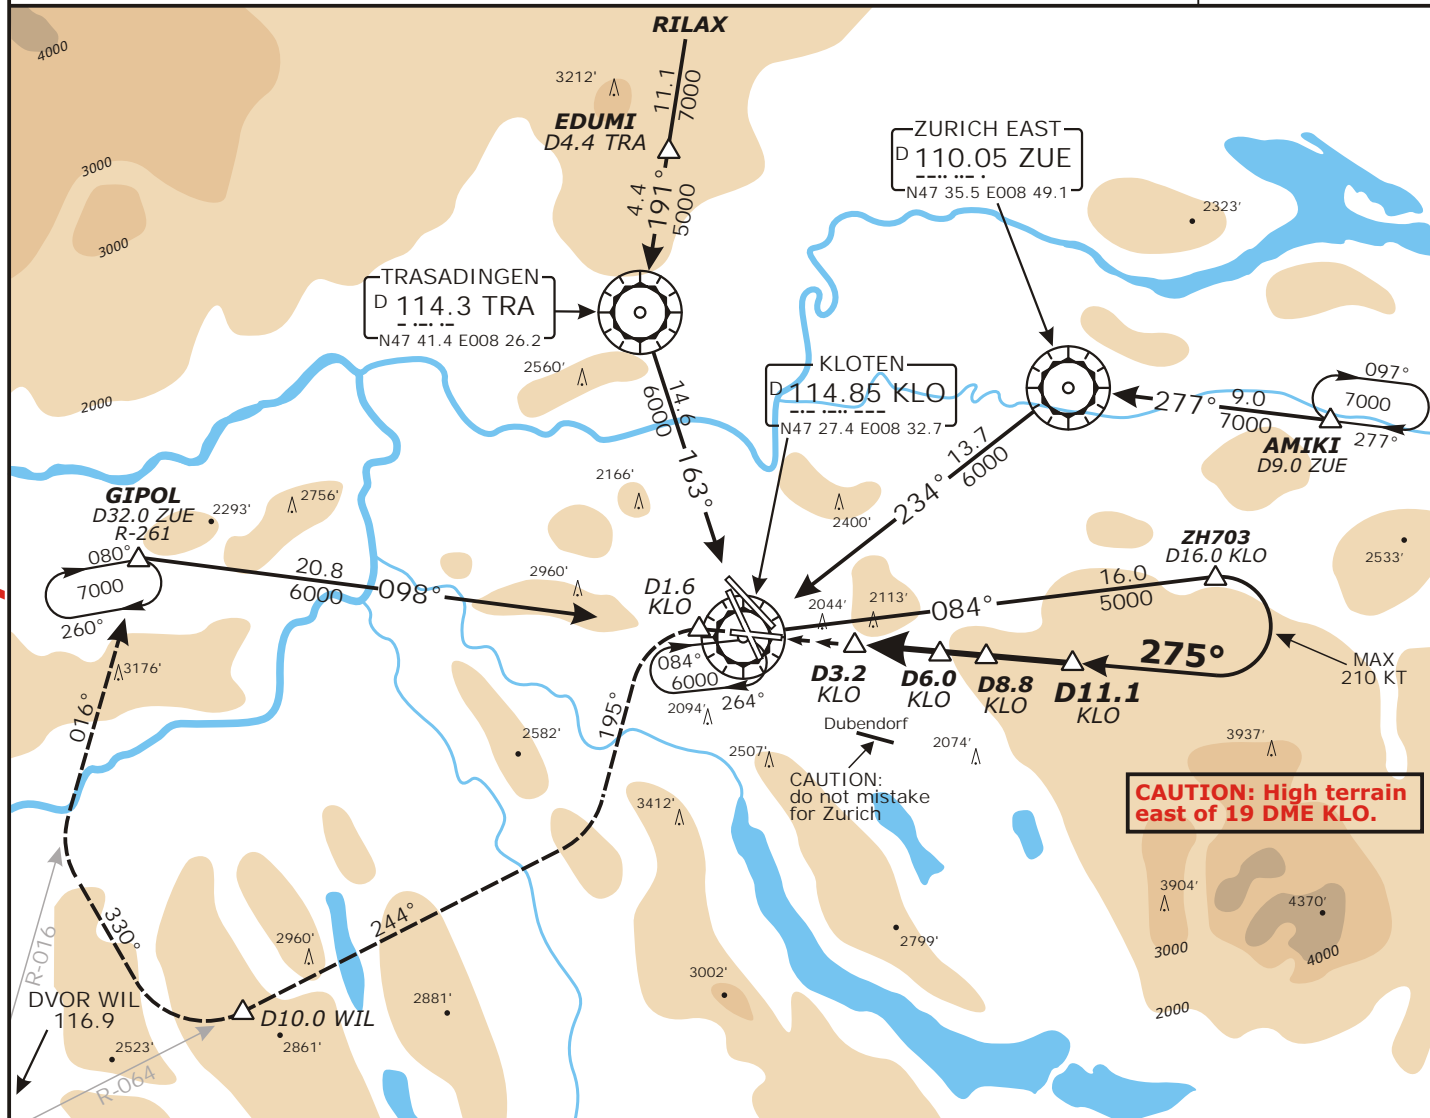 RILAX
4000
3212'
11.1
7000
EDUMI
D4.4 TRA
ZURICH EAST
D 110.05 ZUE
N47 35.5 E008 49.1
3000
4.4
191°
5000
2323'
3000
TRASADINGEN
D 114.3 TRA
N47 41.4 E008 26.2
2560'
KLOTEN
D 114.85 KLO
N47 27.4 E008 32.7
097°
7000
277°
277°
9.0
7000
AMIKI
D9.0 ZUE
2000
14.6
6000
163°
13.7
6000
234°
2166'
2400'
GIPOL
D32.0 ZUE
R-261
2293'
2756'
080°
7000
260°
20.8
6000
098°
2960'
D1.6
KLO
2044'
2113'
084°
16.0
5000
ZH703
D16.0 KLO
2533'
084°
6000
264°
2094'
D3.2
KLO
D6.0
KLO
D8.8
KLO
D11.1
KLO
275°
MAX
210 KT
3176'
016°
195°
2582'
Dubendorf
2507'
2074'
3937'
CAUTION:
do not mistake
for Zurich
CAUTION: High terrain
east of 19 DME KLO.
3412'
3904'
4370'
3000
4000
2000
330°
244°
2960'
2799'
3002'
2881'
R-016
DVOR WIL
116.9
D10.0 WIL
2861'
2523'
R-064